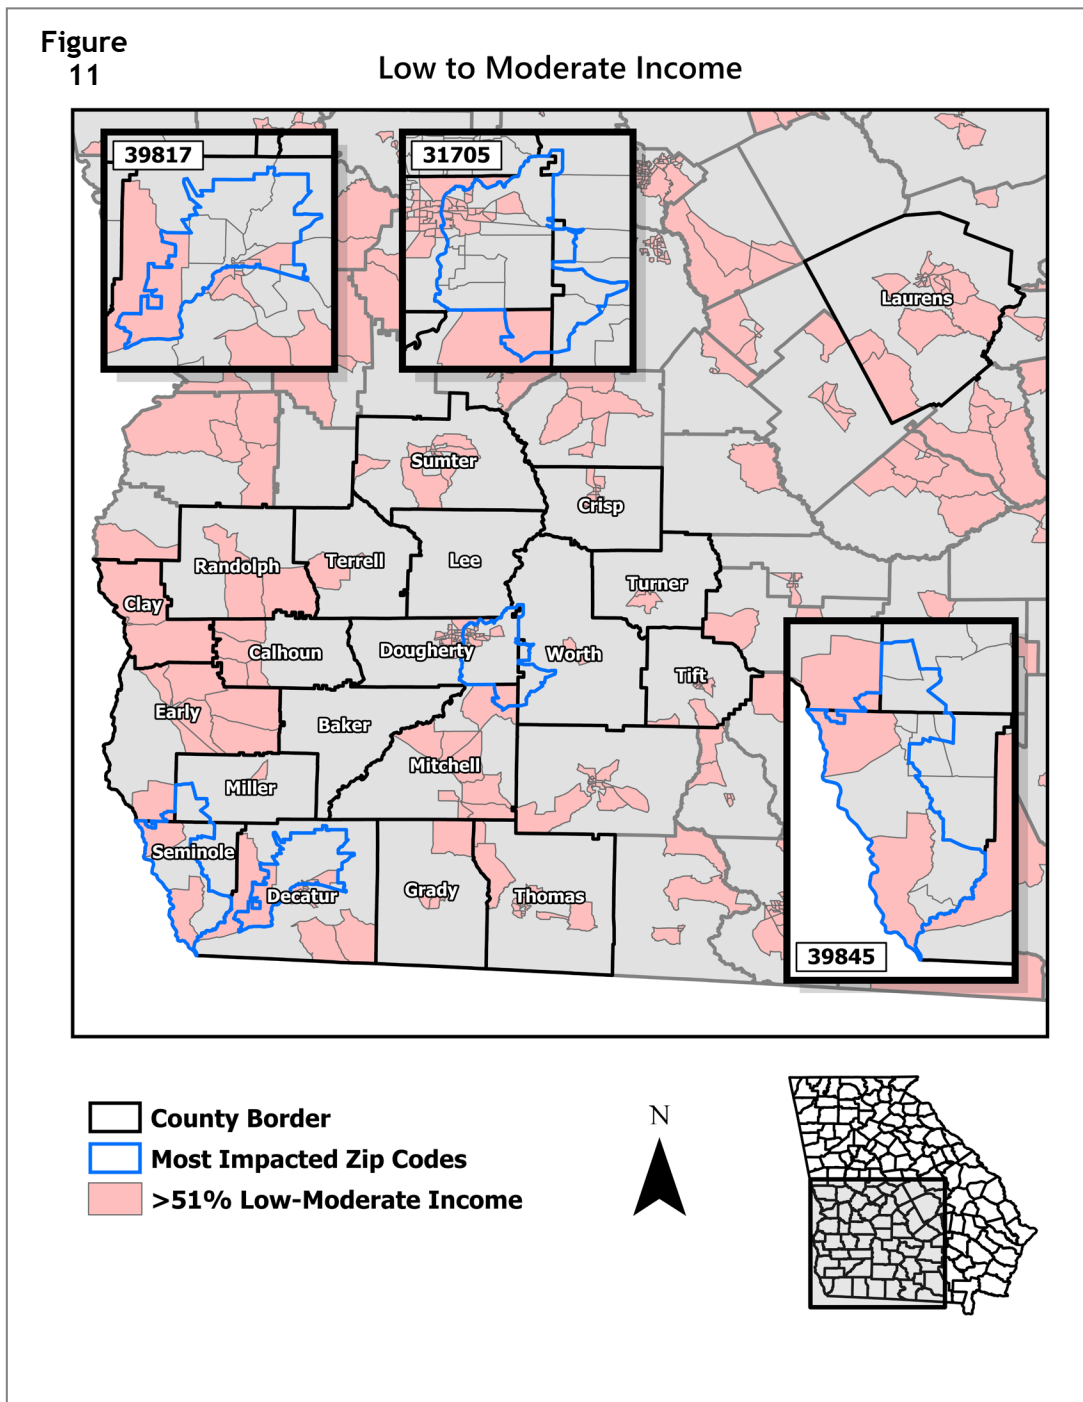 Figure
11
Low to Moderate Income
39817
31705
Laurens
Sumter
Crisp
Randolph
Terrell
Lee
Turner
Clay
Calhoun
Dougherty
Worth
Tift
Early
Baker
Mitchell
Miller
Seminole
Decatur
Grady
Thomas
39845
County Border
Most Impacted Zip Codes
>51% Low-Moderate Income
N